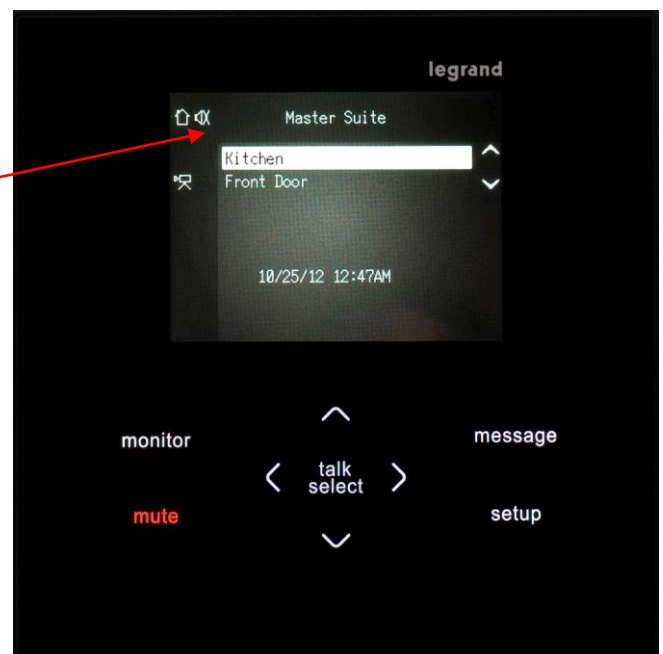 legrand
Master Suite
Kitchen
Front Door
10/25/12 12:47AM
monitor
message
talk
select
mute
setup